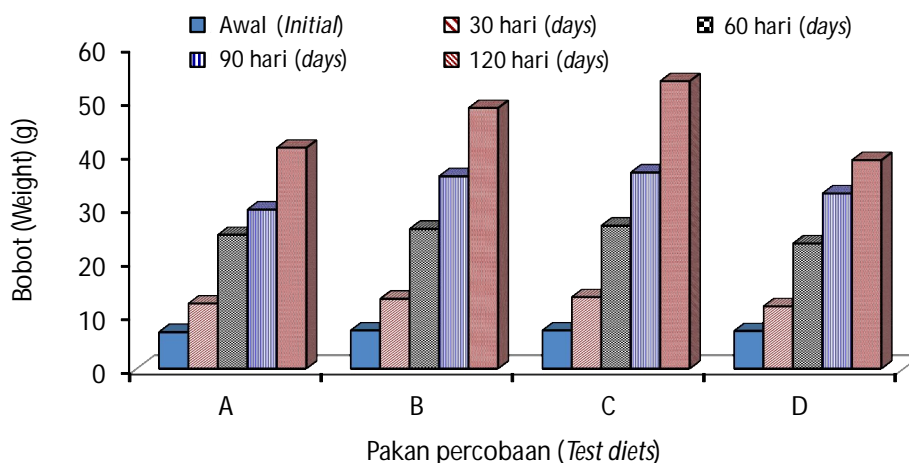 Awal (Initial)
30 hari (days)
60 hari (days)
90 hari (days)
120 hari (days)
60
50
40
30
20
10
0
Bobot (Weight) (g)
A
B
C
D
Pakan percobaan (Test diets)